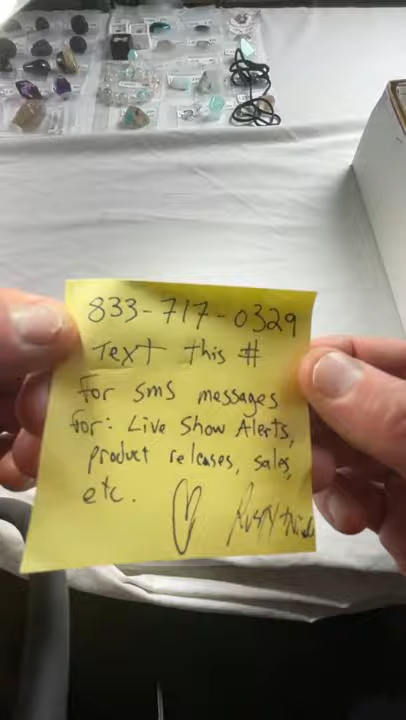 833-717-0329
Text this #
For sms messages
for: Live Show Alerts,
product releases, sales,
etc.